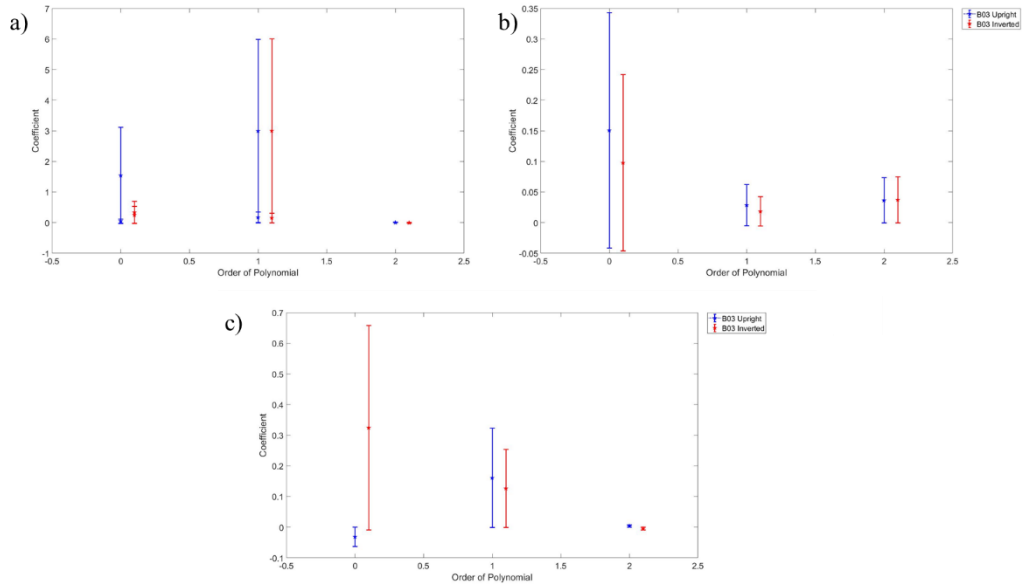 a)
7
6
5
4
3
2
1
0
-1
Coefficient
-0.5 0 0.5 1 1.5 2 2.5
Order of Polynomial
b)
0.35
0.3
0.25
0.2
0.15
0.1
0.05
0
-0.05
Coefficient
-0.5 0 0.5 1 1.5 2 2.5
Order of Polynomial
B03 Upright
B03 Inverted
c)
0.7
0.6
0.5
0.4
0.3
0.2
0.1
0
-0.1
Coefficient
-0.5 0 0.5 1 1.5 2 2.5
Order of Polynomial
B03 Upright
B03 Inverted